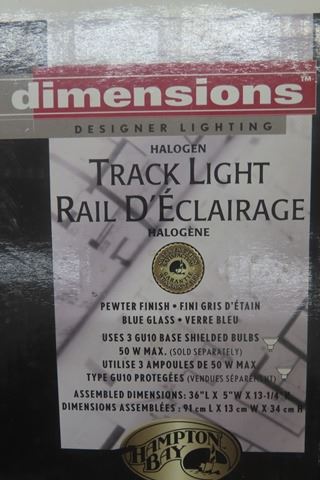 dimensions™
DESIGNER LIGHTING
HALOGEN
TRACK LIGHT
RAIL D'ÉCLAIRAGE
HALOGÈNE
PEWTER FINISH • FINI GRIS D'ÉTAIN
BLUE GLASS • VERRE BLEU
USES 3 GU10 BASE SHIELDED BULBS
50 W MAX. (SOLD SEPARATELY)
UTILISE 3 AMPOULES DE 50 W MAX
TYPE GU10 PROTEGÉES (VENDUES SÉPARÉMENT)
ASSEMBLED DIMENSIONS: 36"L X 5"W X 13-1/4"
DIMENSIONS ASSEMBLÉES: 91 cm L X 13 cm W X 34 cm H
HAMPTON
BAY